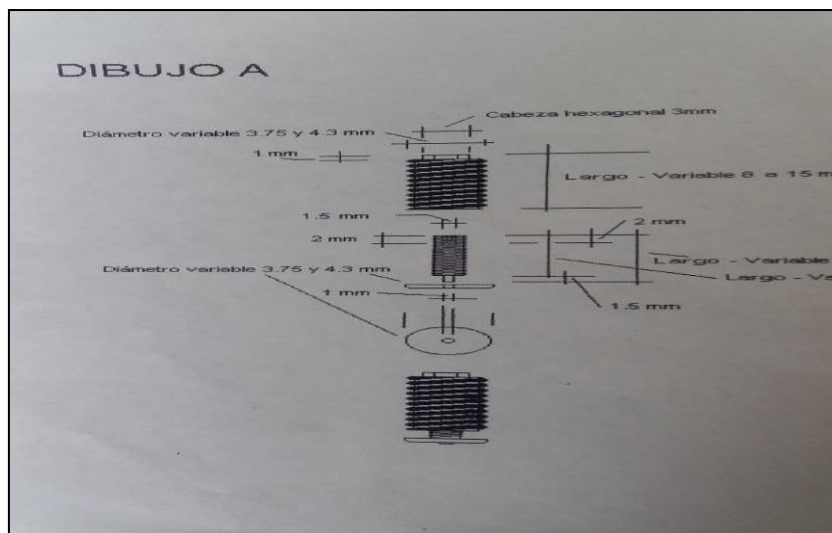 DIBUJO A
Cabeza hexagonal 3mm
Diámetro variable 3.75 y 4.3 mm
1 mm
Largo - Variable 8 a 15 m
1.5 mm
2 mm
2 mm
Largo - Variable
Diámetro variable 3.75 y 4.3 mm
Largo - Va
1 mm
1.5 mm